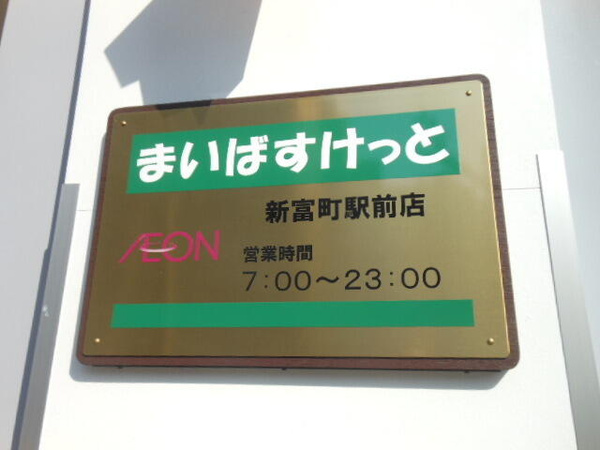 まいばすけっと
新富町駅前店
ÆON
営業時間
7:00～23:00